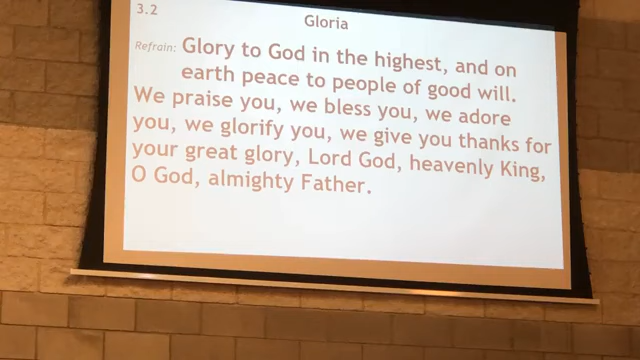 3.2
Gloria
Refrain: Glory to God in the highest, and on
earth peace to people of good will.
We praise you, we bless you, we adore
you, we glorify you, we give you thanks for
your great glory, Lord God, heavenly King,
O God, almighty Father.